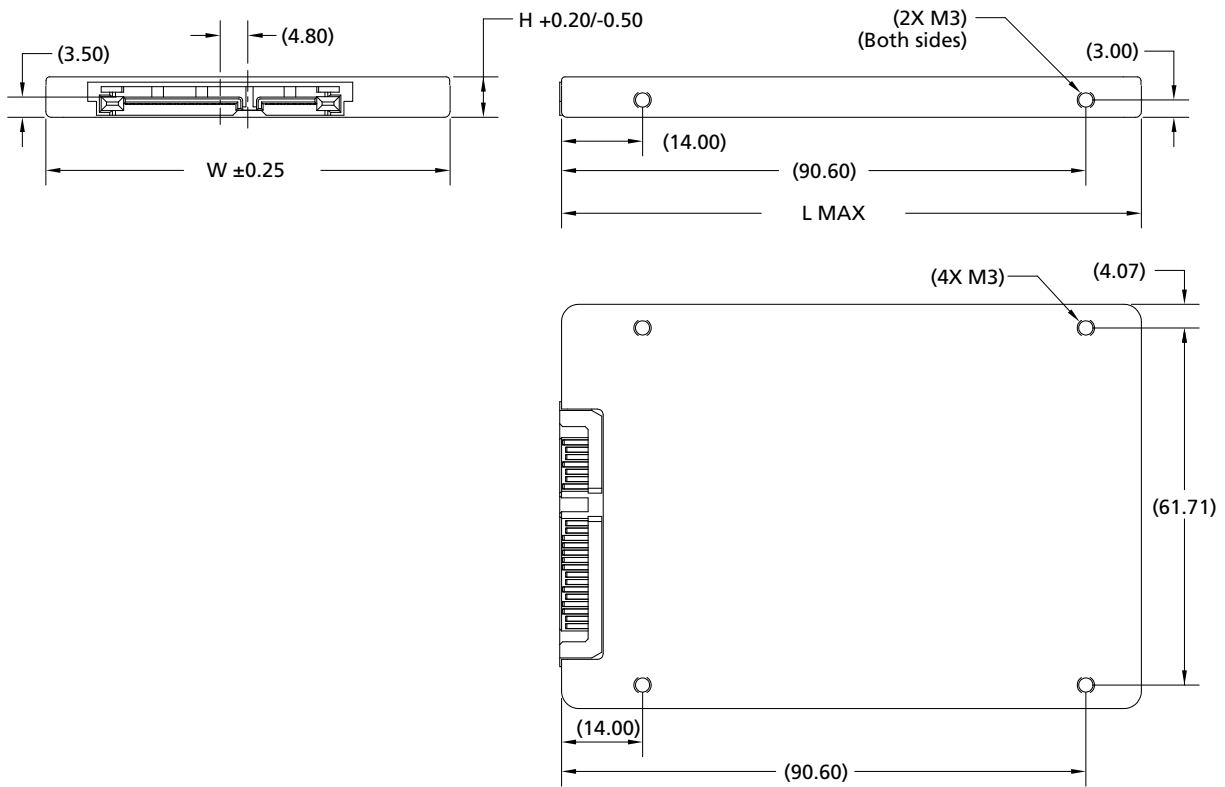 H +0.20/-0.50
(4.80)
(3.50)
W ±0.25
(2X M3)
(Both sides)
(3.00)
(14.00)
(90.60)
L MAX
(4X M3)
(4.07)
(61.71)
(14.00)
(90.60)